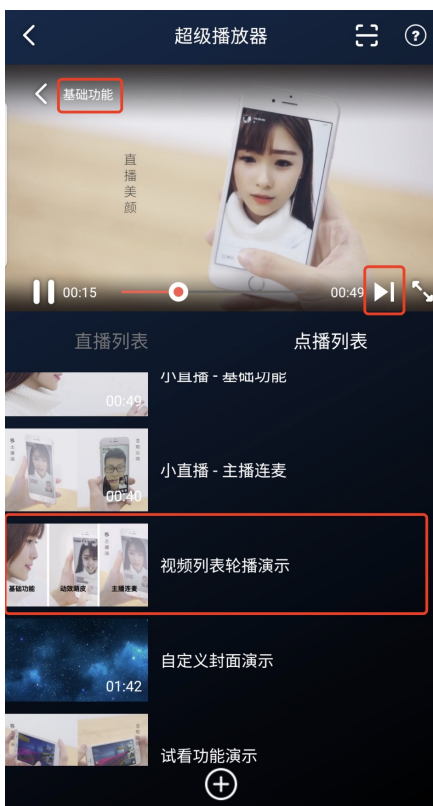 超级播放器
基础功能
直播美颜
00:15
00:49
直播列表
点播列表
小直播 - 基础功能
00:49
小直播 - 主播连麦
00:40
视频列表轮播演示
基础功能
动效萌皮
主播连麦
自定义封面演示
01:42
试看功能演示